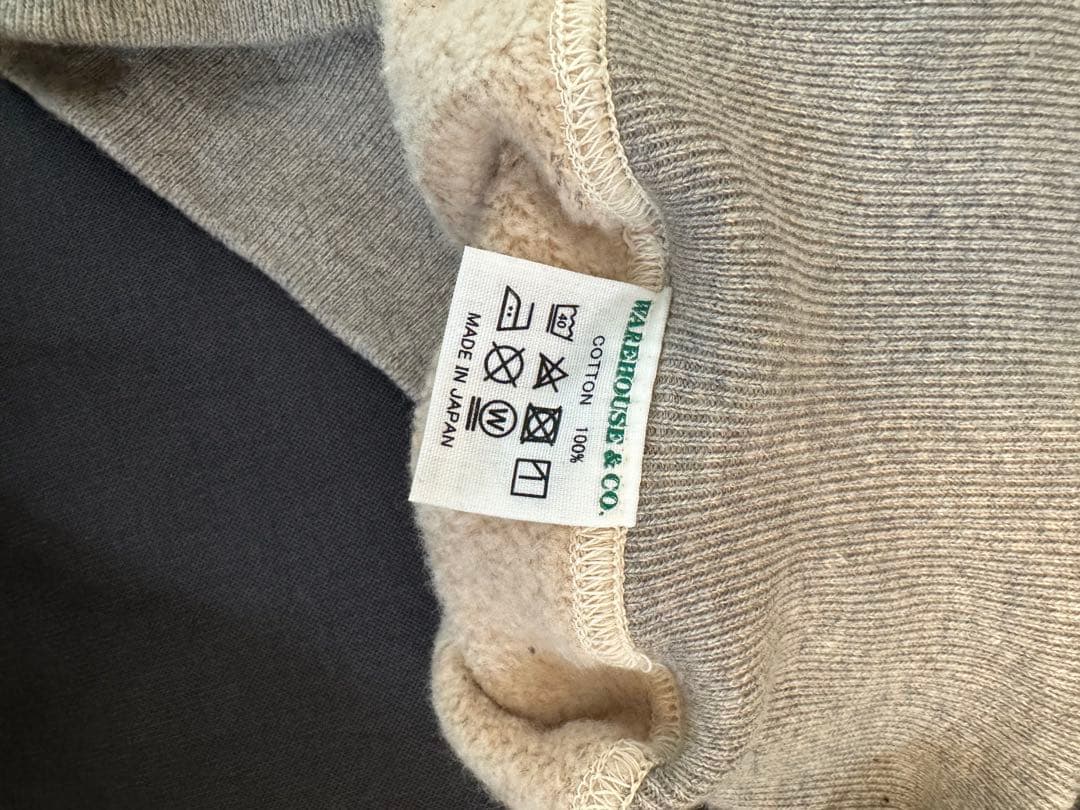 WAREHOUSE & CO.
COTTON 100%
40
W
MADE IN JAPAN